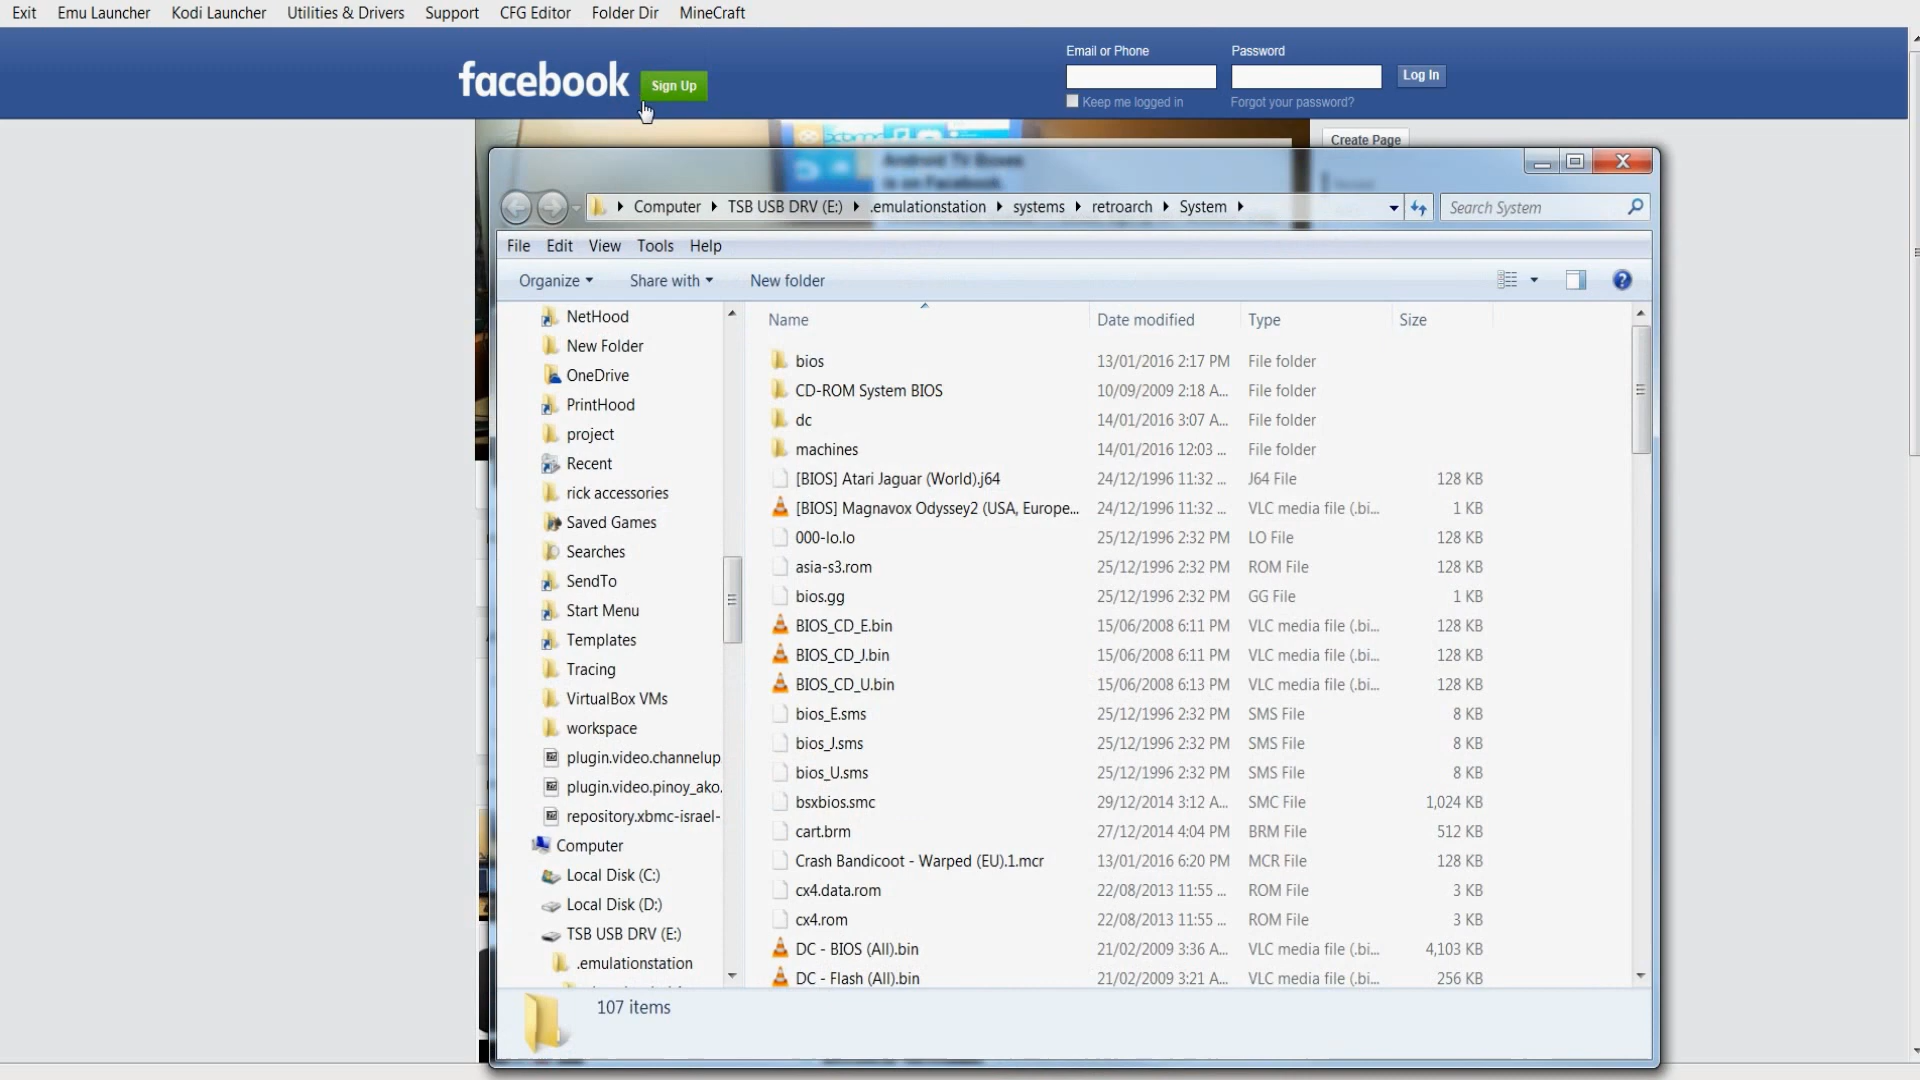 Exit Emu Launcher Kodi Launcher Utilities & Drivers Support CFG Editor Folder Dir MineCraft
facebook Sign Up
Email or Phone Password
Log In
Keep me logged in Forgot your password?
Create Page
Android TV Boxes
is on Facebook.
Computer TSB USB DRV (E:) .emulationstation systems retroarch System
Search System
File Edit View Tools Help
Organize Share with New folder
NetHood
New Folder
OneDrive
PrintHood
project
Recent
rick accessories
Saved Games
Searches
SendTo
Start Menu
Templates
Tracing
VirtualBox VMs
workspace
plugin.video.channelup
plugin.video.pinoy_ako.
repository.xbmc-israel-
Computer
Local Disk (C:)
Local Disk (D:)
TSB USB DRV (E:)
.emulationstation
Name Date modified Type Size
bios 13/01/2016 2:17 PM File folder
CD-ROM System BIOS 10/09/2009 2:18 A... File folder
dc 14/01/2016 3:07 A... File folder
machines 14/01/2016 12:03 ... File folder
[BIOS] Atari Jaguar (World).j64 24/12/1996 11:32 ... J64 File 128 KB
[BIOS] Magnavox Odyssey2 (USA, Europe... 24/12/1996 11:32 ... VLC media file (.bi... 1 KB
000-lo.lo 25/12/1996 2:32 PM LO File 128 KB
asia-s3.rom 25/12/1996 2:32 PM ROM File 128 KB
bios.gg 25/12/1996 2:32 PM GG File 1 KB
BIOS_CD_E.bin 15/06/2008 6:11 PM VLC media file (.bi... 128 KB
BIOS_CD_J.bin 15/06/2008 6:11 PM VLC media file (.bi... 128 KB
BIOS_CD_U.bin 15/06/2008 6:13 PM VLC media file (.bi... 128 KB
bios_E.sms 25/12/1996 2:32 PM SMS File 8 KB
bios_J.sms 25/12/1996 2:32 PM SMS File 8 KB
bios_U.sms 25/12/1996 2:32 PM SMS File 8 KB
bsxbios.smc 29/12/2014 3:12 A... SMC File 1,024 KB
cart.brm 27/12/2014 4:04 PM BRM File 512 KB
Crash Bandicoot - Warped (EU).1.mcr 13/01/2016 6:20 PM MCR File 128 KB
cx4.data.rom 22/08/2013 11:55 ... ROM File 3 KB
cx4.rom 22/08/2013 11:55 ... ROM File 3 KB
DC - BIOS (All).bin 21/02/2009 3:36 A... VLC media file (.bi... 4,103 KB
DC - Flash (All).bin 21/02/2009 3:21 A... VLC media file (.bi... 256 KB
107 items